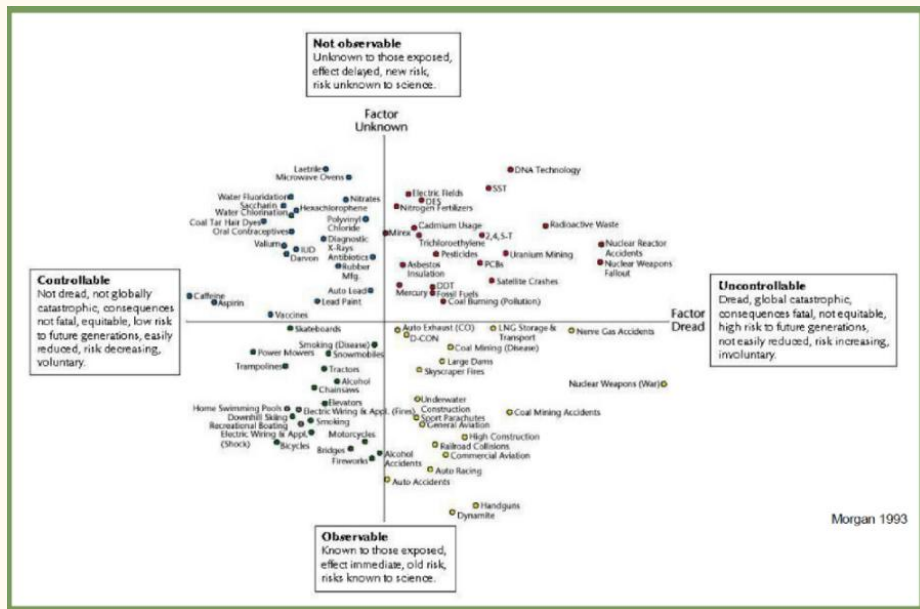 Not observable
Unknown to those exposed,
effect delayed, new risk,
risk unknown to science.
Factor
Unknown
Laetrile
Microwave Ovens
Water Fluoridation
Saccharin
Water Chlorination
Hexachlorophene
Coal Tar Hair Dyes
Oral Contraceptives
Valium
IUD
Darvon
Nitrates
Polyvinyl
Chloride
Diagnostic
X-Rays
Antibiotics
Rubber
Mfg.
Auto Lead
Lead Paint
Caffeine
Aspirin
Vaccines
DNA Technology
SST
Electric Fields
DES
Nitrogen Fertilizers
Cadmium Usage
Mirex
Trichloroethylene
2,4,5-T
Radioactive Waste
Pesticides
Uranium Mining
Nuclear Reactor
Accidents
Nuclear Weapons
Fallout
Asbestos
Insulation
PCBs
Satellite Crashes
Mercury
DDT
Fossil Fuels
Coal Burning (Pollution)
Controllable
Not dread, not globally
catastrophic, consequences
not fatal, equitable, low risk
to future generations, easily
reduced, risk decreasing,
voluntary.
Factor
Dread
Uncontrollable
Dread, global catastrophic,
consequences fatal, not equitable,
high risk to future generations,
not easily reduced, risk increasing,
involuntary.
Skateboards
Smoking (Disease)
Power Mowers
Snowmobiles
Trampolines
Tractors
Alcohol
Chainsaws
Elevators
Home Swimming Pools
Electric Wiring & Appl. (Fires)
Downhill Skiing
Recreational Boating
Smoking
Electric Wiring & Appl.
(Shock)
Bicycles
Motorcycles
Bridges
Fireworks
Alcohol
Accidents
Auto Exhaust (CO)
D-CON
LNG Storage &
Transport
Nerve Gas Accidents
Coal Mining (Disease)
Large Dams
Skyscraper Fires
Nuclear Weapons (War)
Underwater
Construction
Sport Parachutes
General Aviation
Coal Mining Accidents
High Construction
Railroad Collisions
Commercial Aviation
Auto Racing
Auto Accidents
Handguns
Dynamite
Observable
Known to those exposed,
effect immediate, old risk,
risks known to science.
Morgan 1993